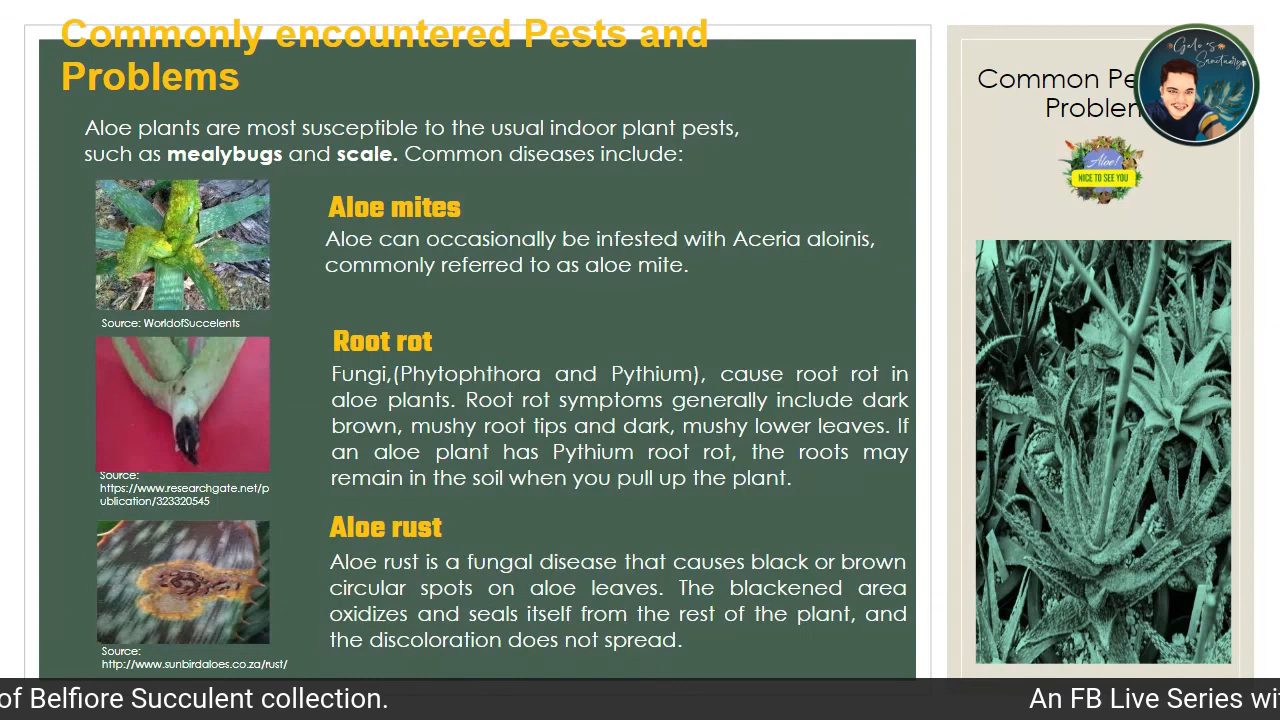 Commonly encountered Pests and
Problems
Aloe plants are most susceptible to the usual indoor plant pests,
such as mealybugs and scale. Common diseases include:
Aloe mites
Aloe can occasionally be infested with Aceria aloinis,
commonly referred to as aloe mite.
Source: WorldofSuccelents
Root rot
Fungi,(Phytophthora and Pythium), cause root rot in
aloe plants. Root rot symptoms generally include dark
brown, mushy root tips and dark, mushy lower leaves. If
an aloe plant has Pythium root rot, the roots may
remain in the soil when you pull up the plant.
Source:
https://www.researchgate.net/p
ublication/323320545
Aloe rust
Aloe rust is a fungal disease that causes black or brown
circular spots on aloe leaves. The blackened area
oxidizes and seals itself from the rest of the plant, and
the discoloration does not spread.
Source:
http://www.sunbirdaloes.co.za/rust/
Common Pe
Problem
Gelo's
Sanctuary
Aloe!
NICE TO SEE YOU
of Belfiore Succulent collection.
An FB Live Series wi